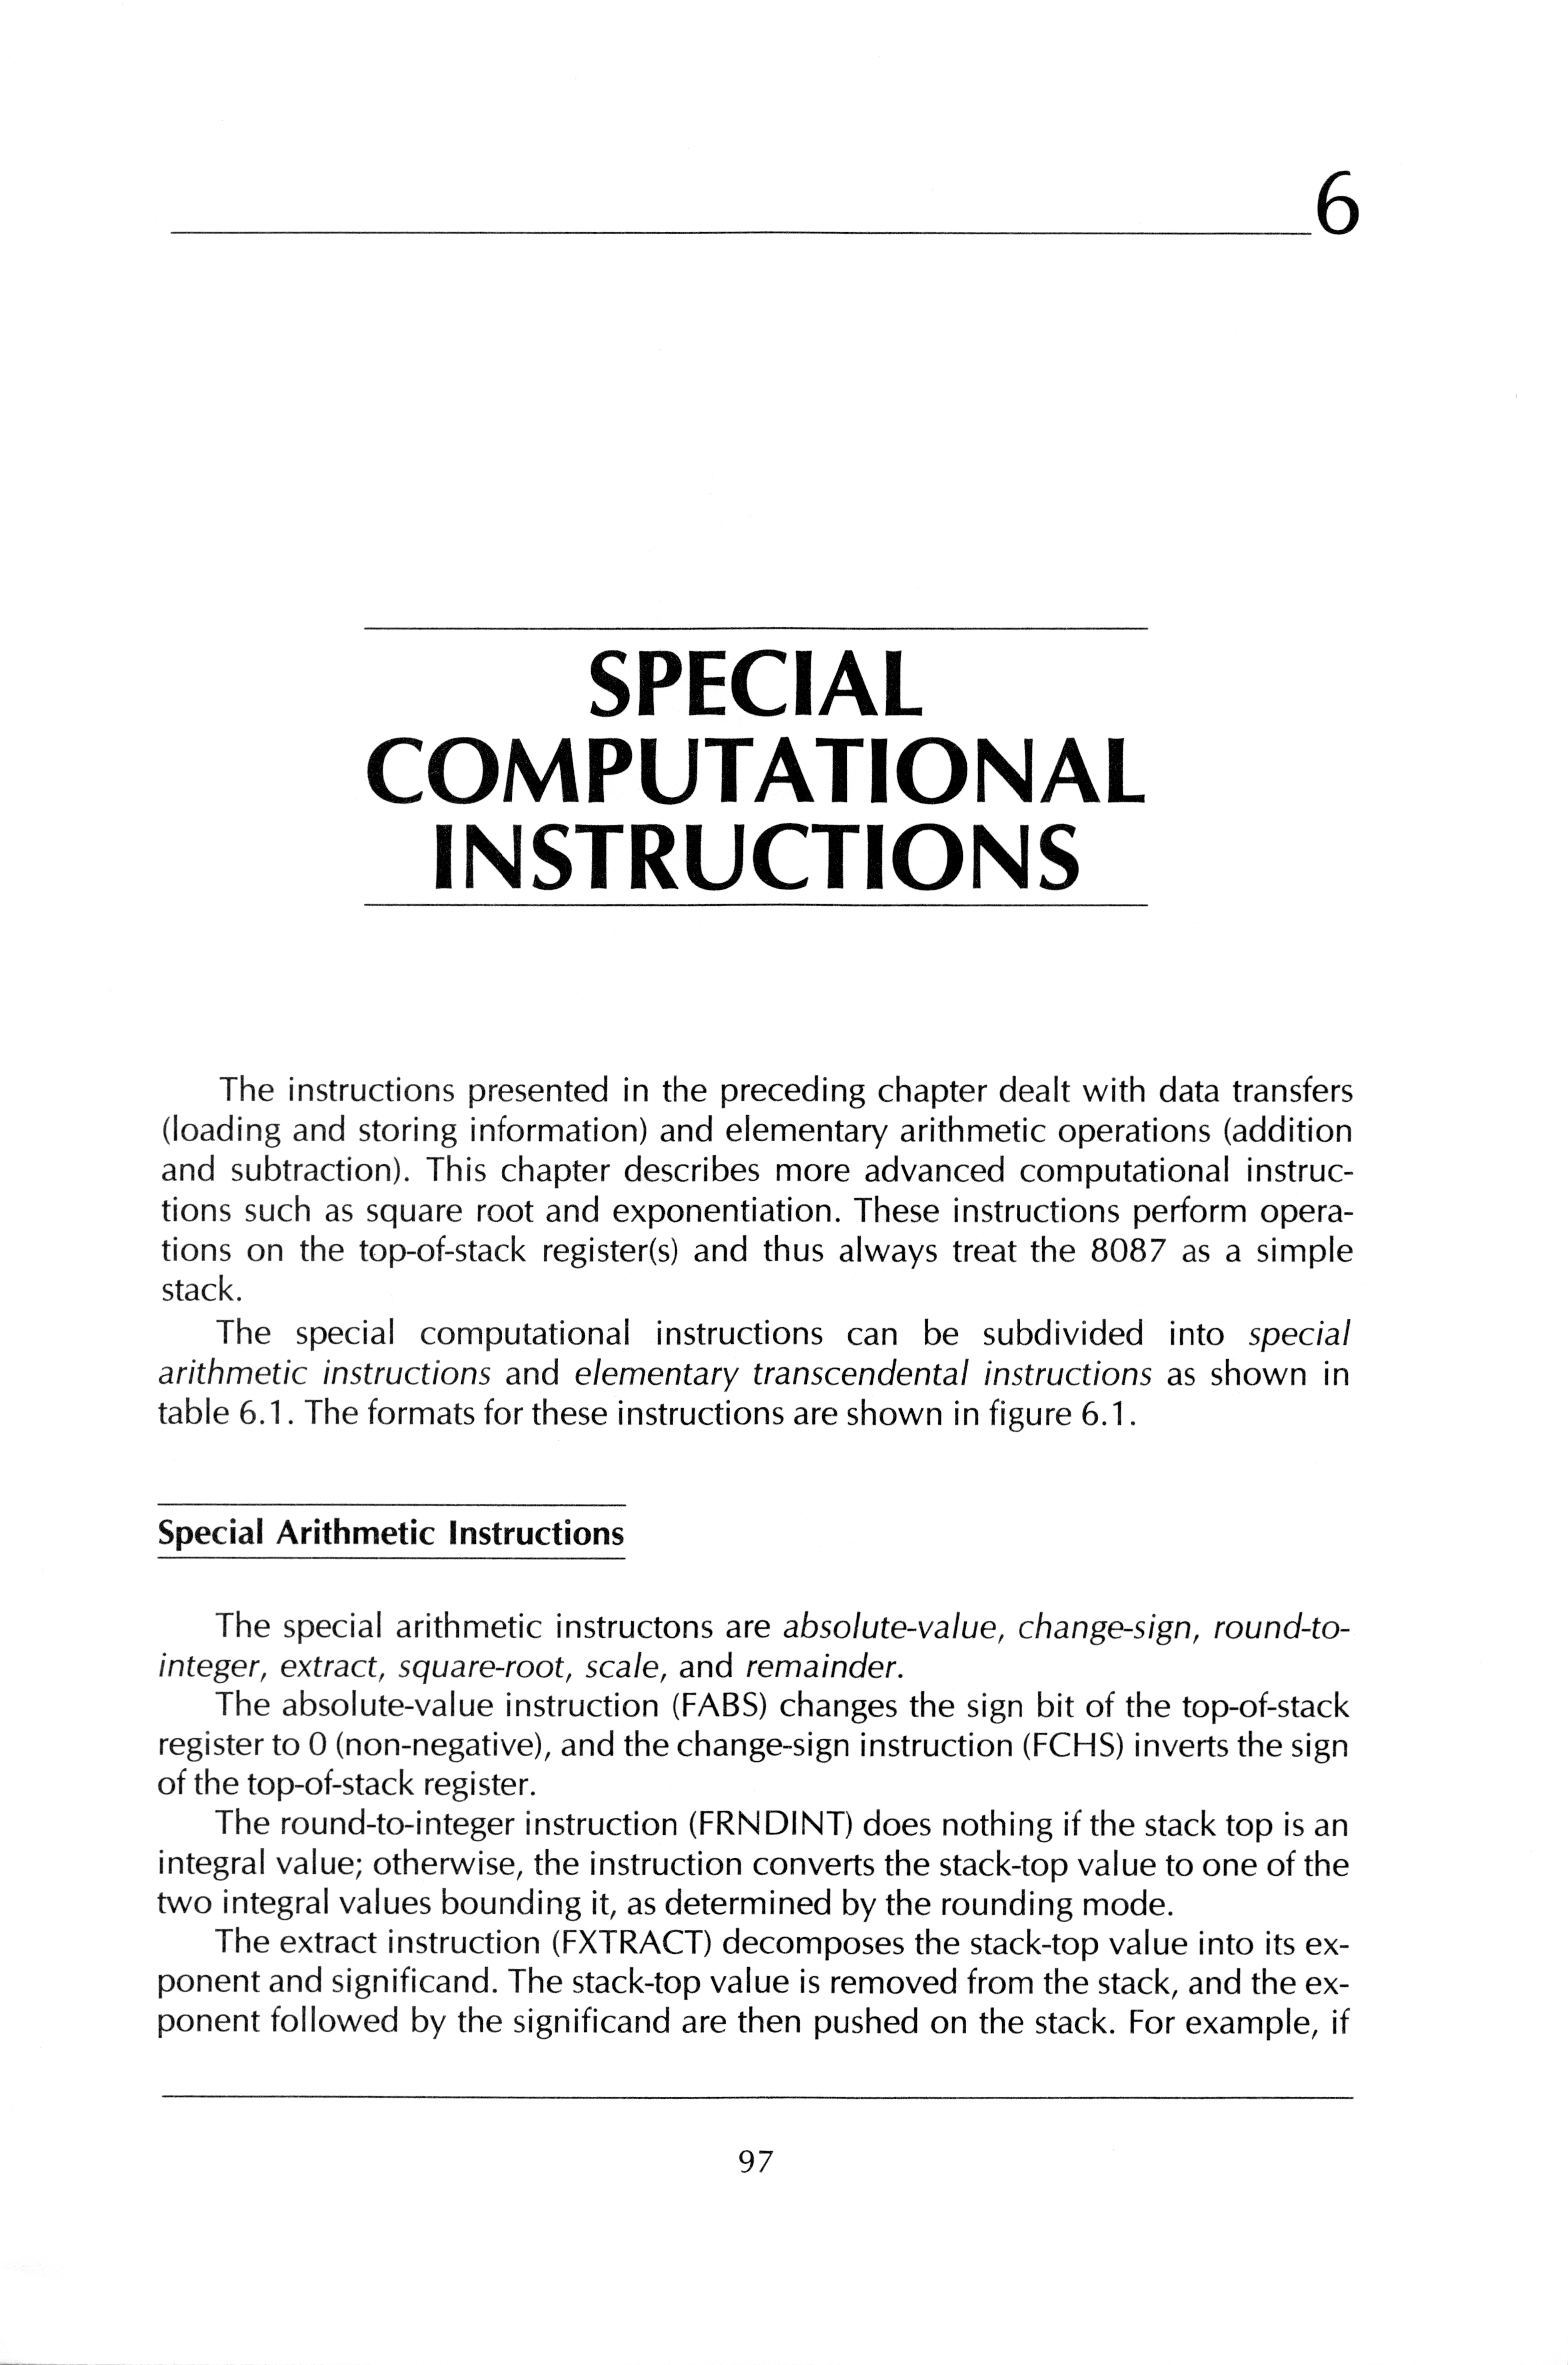 6
SPECIAL
COMPUTATIONAL
INSTRUCTIONS
The instructions presented in the preceding chapter dealt with data transfers
(loading and storing information) and elementary arithmetic operations (addition
and subtraction). This chapter describes more advanced computational instruc-
tions such as square root and exponentiation. These instructions perform opera-
tions on the top-of-stack register(s) and thus always treat the 8087 as a simple
stack.
The special computational instructions can be subdivided into special
arithmetic instructions and elementary transcendental instructions as shown in
table 6.1. The formats for these instructions are shown in figure 6.1.
Special Arithmetic Instructions
The special arithmetic instructons are absolute-value, change-sign, round-to-
integer, extract, square-root, scale, and remainder.
The absolute-value instruction (FABS) changes the sign bit of the top-of-stack
register to 0 (non-negative), and the change-sign instruction (FCHS) inverts the sign
of the top-of-stack register.
The round-to-integer instruction (FRNDINT) does nothing if the stack top is an
integral value; otherwise, the instruction converts the stack-top value to one of the
two integral values bounding it, as determined by the rounding mode.
The extract instruction (FXTRACT) decomposes the stack-top value into its ex-
ponent and significand. The stack-top value is removed from the stack, and the ex-
ponent followed by the significand are then pushed on the stack. For example, if
97